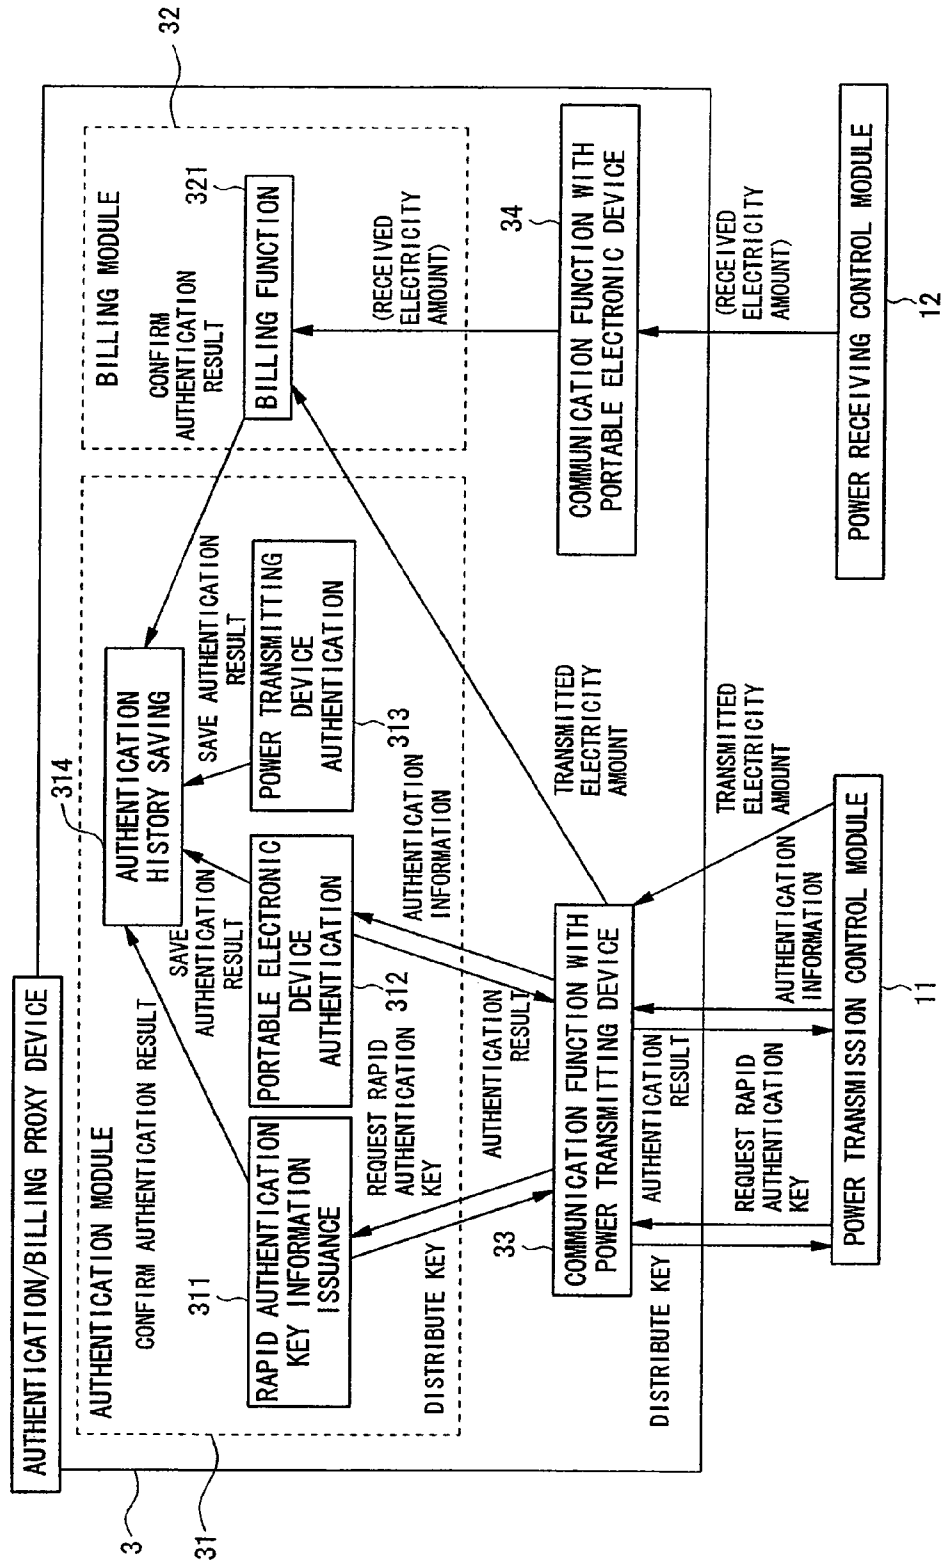 AUTHENTICATION/BILLING PROXY DEVICE
3
31
AUTHENTICATION MODULE
CONFIRM AUTHENTICATION RESULT
314
AUTHENTICATION
HISTORY SAVING
SAVE
AUTHENTICATION
RESULT
SAVE AUTHENTICATION
RESULT
311
RAPID AUTHENTICATION
KEY INFORMATION
ISSUANCE
PORTABLE ELECTRONIC
DEVICE
AUTHENTICATION
312
POWER TRANSMITTING
DEVICE
AUTHENTICATION
313
32
BILLING MODULE
CONFIRM
AUTHENTICATION
RESULT
321
BILLING FUNCTION
DISTRIBUTE KEY
REQUEST RAPID
AUTHENTICATION
KEY
AUTHENTICATION
RESULT
AUTHENTICATION
INFORMATION
TRANSMITTED
ELECTRICITY
AMOUNT
(RECEIVED
ELECTRICITY
AMOUNT)
33
COMMUNICATION FUNCTION WITH
POWER TRANSMITTING DEVICE
34
COMMUNICATION FUNCTION WITH
PORTABLE ELECTRONIC DEVICE
DISTRIBUTE KEY
REQUEST RAPID
AUTHENTICATION
KEY
AUTHENTICATION
RESULT
AUTHENTICATION
INFORMATION
TRANSMITTED
ELECTRICITY
AMOUNT
(RECEIVED
ELECTRICITY
AMOUNT)
POWER TRANSMISSION CONTROL MODULE
11
POWER RECEIVING CONTROL MODULE
12